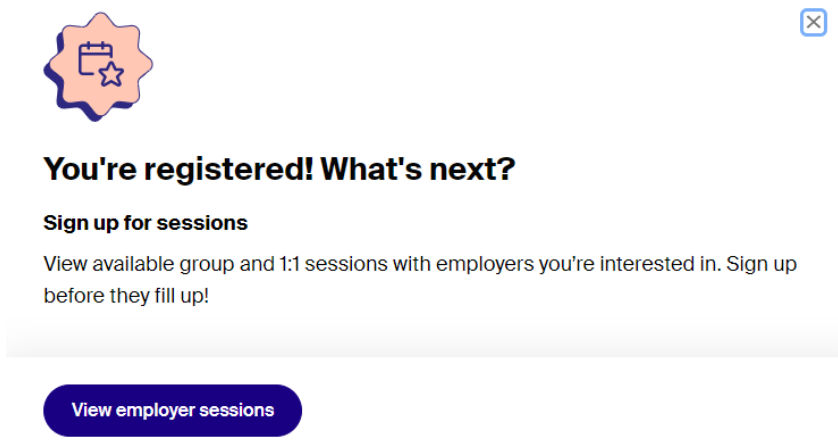 You're registered! What's next?
Sign up for sessions
View available group and 1:1 sessions with employers you’re interested in. Sign up
before they fill up!
View employer sessions